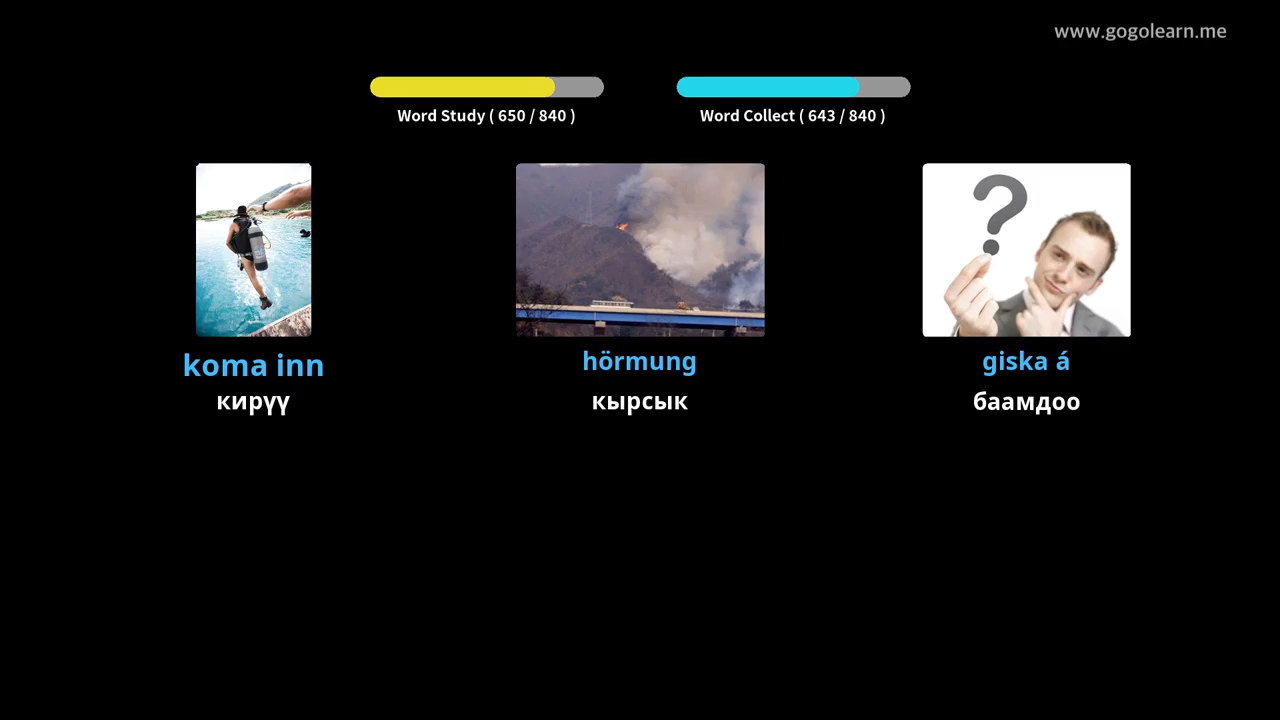 www.gogolearn.me
Word Study ( 650 / 840 )
Word Collect ( 643 / 840 )
koma inn
кирүү
hörmung
кырсык
giska á
баамдоо